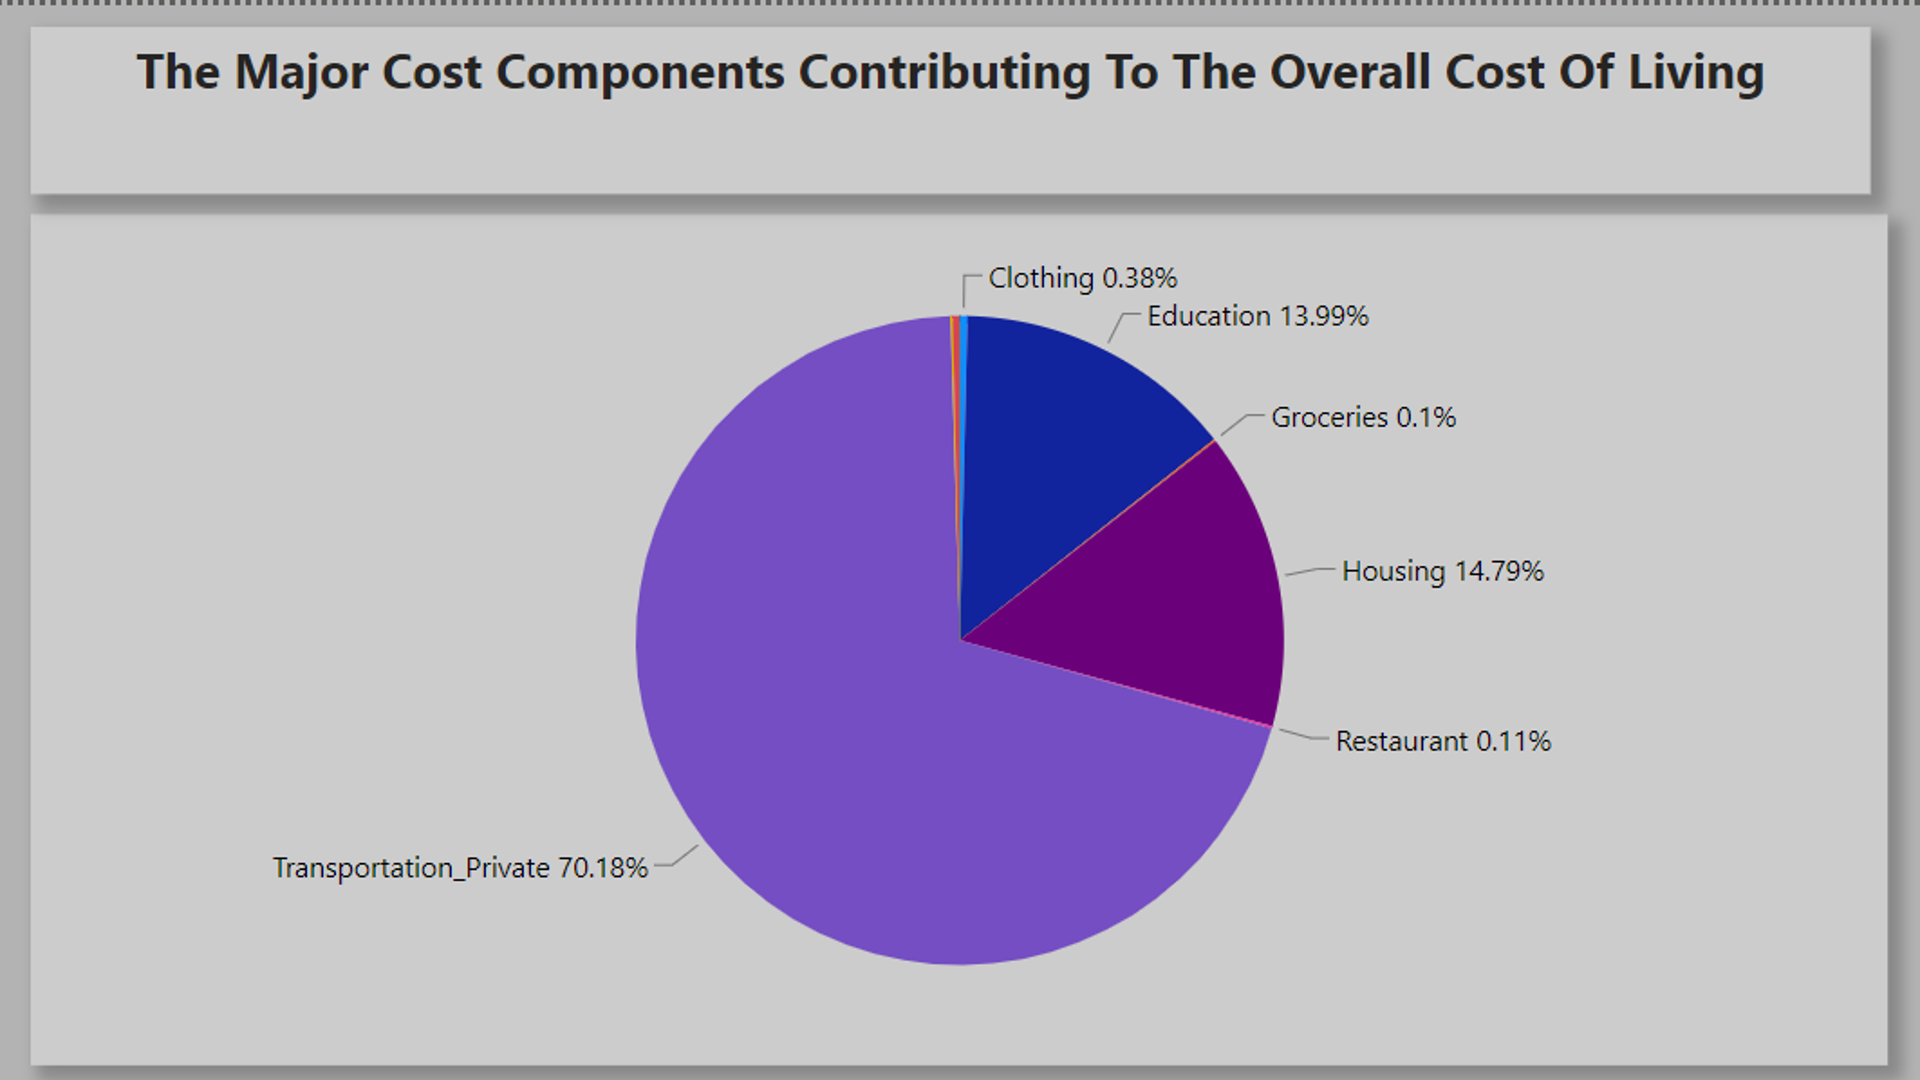 The Major Cost Components Contributing To The Overall Cost Of Living
Clothing 0.38%
Education 13.99%
Groceries 0.1%
Housing 14.79%
Restaurant 0.11%
Transportation_Private 70.18%